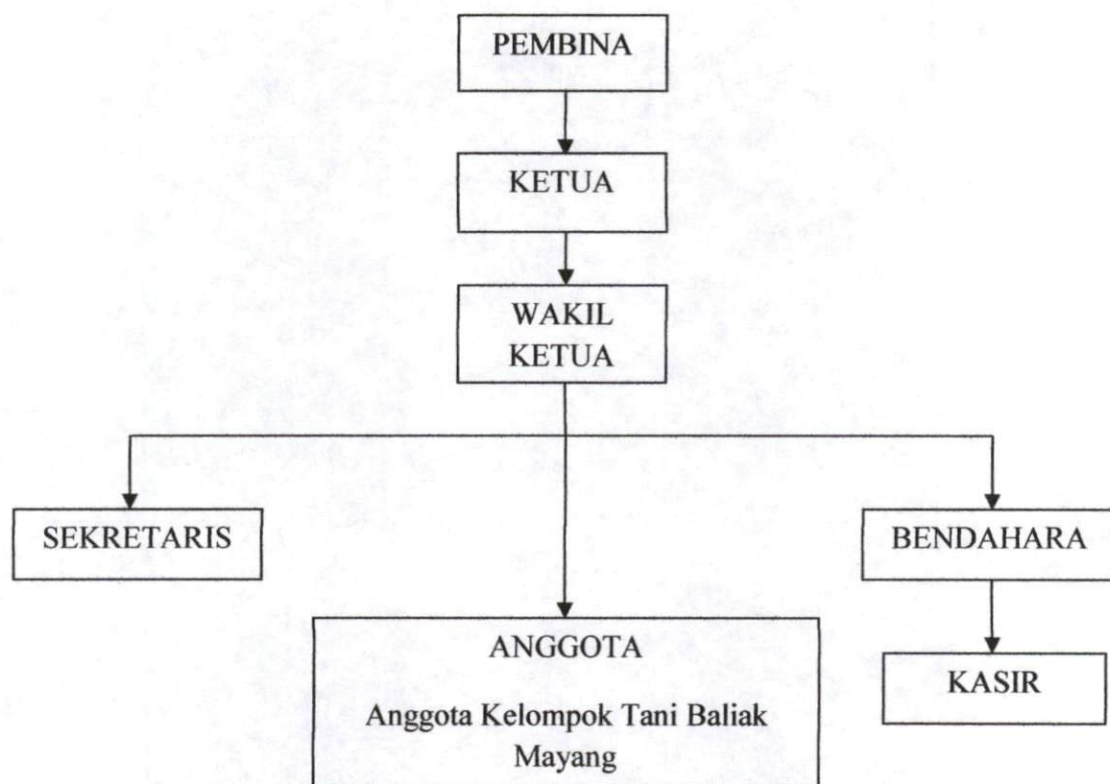 PEMBINA
KETUA
WAKIL
KETUA
SEKRETARIS
BENDAHARA
ANGGOTA
Anggota Kelompok Tani Baliak
Mayang
KASIR